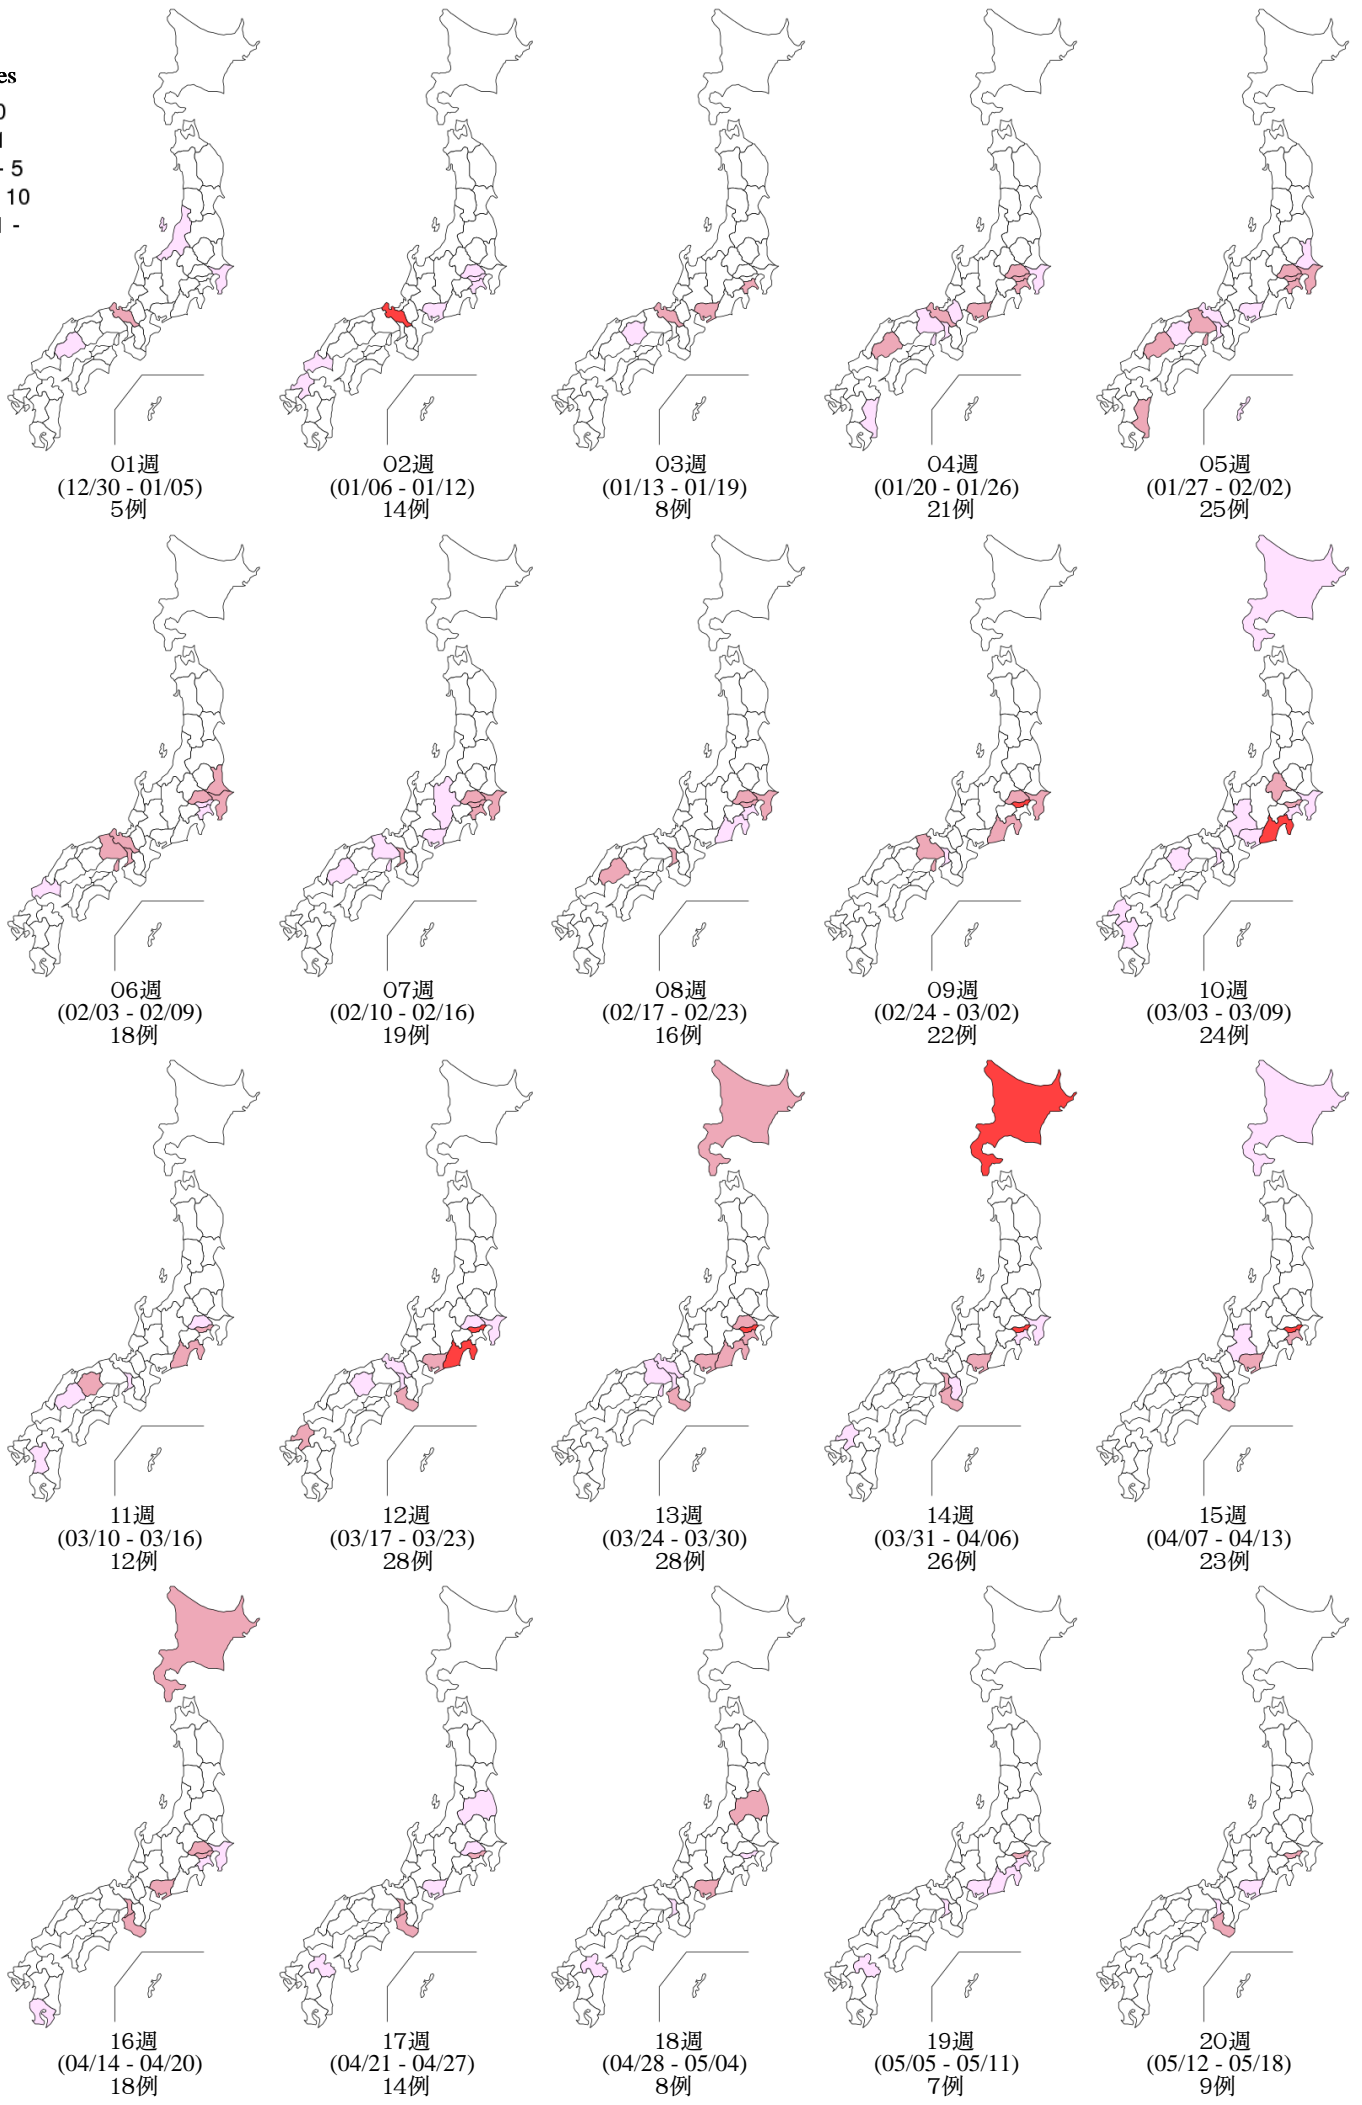 es
0
1
- 5
10
-
01週
(12/30 - 01/05)
5例
02週
(01/06 - 01/12)
14例
03週
(01/13 - 01/19)
8例
04週
(01/20 - 01/26)
21例
05週
(01/27 - 02/02)
25例
06週
(02/03 - 02/09)
18例
07週
(02/10 - 02/16)
19例
08週
(02/17 - 02/23)
16例
09週
(02/24 - 03/02)
22例
10週
(03/03 - 03/09)
24例
11週
(03/10 - 03/16)
12例
12週
(03/17 - 03/23)
28例
13週
(03/24 - 03/30)
28例
14週
(03/31 - 04/06)
26例
15週
(04/07 - 04/13)
23例
16週
(04/14 - 04/20)
18例
17週
(04/21 - 04/27)
14例
18週
(04/28 - 05/04)
8例
19週
(05/05 - 05/11)
7例
20週
(05/12 - 05/18)
9例